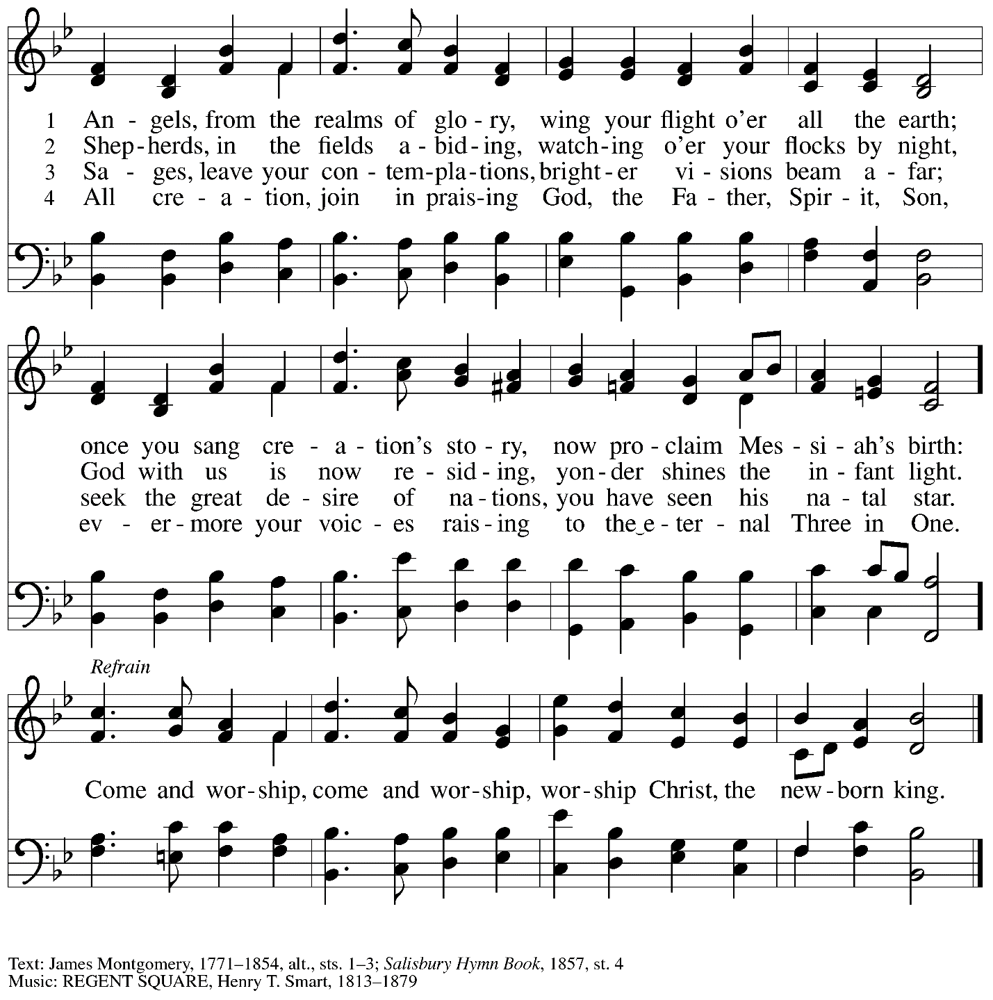 1 An - gels, from the realms of glo - ry, wing your flight o’er all the earth;
2 Shep - herds, in the fields a - bid - ing, watch - ing o’er your flocks by night,
3 Sa - ges, leave your con - tem - pla - tions, bright - er vi - sions beam a - far;
4 All cre - a - tion, join in prais - ing God, the Fa - ther, Spir - it, Son,
once you sang cre - a - tion’s sto - ry, now pro - claim Mes - si - ah’s birth:
God with us is now re - sid - ing, yon - der shines the in - fant light.
seek the great de - sire of na - tions, you have seen his na - tal star.
ev - er - more your voic - es rais - ing to the‿e - ter - nal Three in One.
Refrain
Come and wor - ship, come and wor - ship, wor - ship Christ, the new - born king.
Text: James Montgomery, 1771–1854, alt., sts. 1–3; Salisbury Hymn Book, 1857, st. 4
Music: REGENT SQUARE, Henry T. Smart, 1813–1879